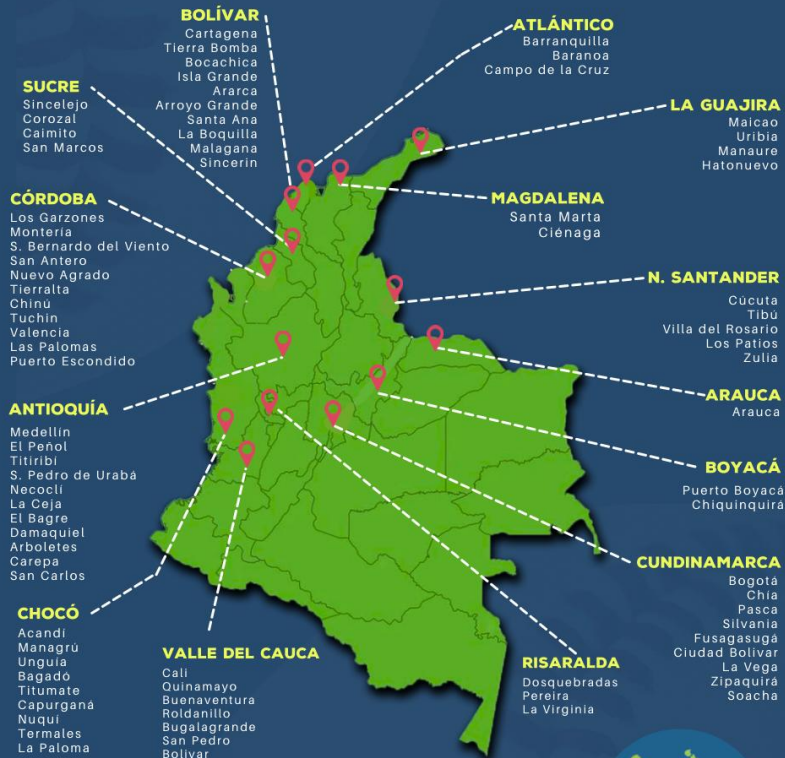 BOLÍVAR
Cartagena
Tierra Bomba
Bocachica
Isla Grande
Ararca
Arroyo Grande
Santa Ana
La Boquilla
Malagana
Sincerin
ATLÁNTICO
Barranquilla
Baranoa
Campo de la Cruz
SUCRE
Sincelejo
Corozal
Caimito
San Marcos
LA GUAJIRA
Maicao
Uribia
Manaure
Hatonuevo
CÓRDOBA
Los Garzones
Montería
S. Bernardo del Viento
San Antero
Nuevo Agrado
Tierralta
Chinú
Tuchin
Valencia
Las Palomas
Puerto Escondido
MAGDALENA
Santa Marta
Ciénaga
N. SANTANDER
Cúcuta
Tibú
Villa del Rosario
Los Patios
Zulia
ANTIOQUÍA
Medellín
El Peñol
Titiribí
S. Pedro de Urabá
Necoclí
La Ceja
El Bagre
Damaquiel
Arboletes
Carepa
San Carlos
ARAUCA
Arauca
BOYACÁ
Puerto Boyacá
Chiquinquirá
CUNDINAMARCA
Bogotá
Chía
Pasca
Silvania
Fusagasugá
Ciudad Bolivar
La Vega
Zipaquirá
Soacha
CHOCÓ
Acandí
Managrú
Unguía
Bagadó
Titumate
Capurganá
Nuquí
Termales
La Paloma
VALLE DEL CAUCA
Cali
Quinamayo
Buenaventura
Roldanillo
Bugalagrande
San Pedro
Bolivar
RISARALDA
Dosquebradas
Pereira
La Virginia